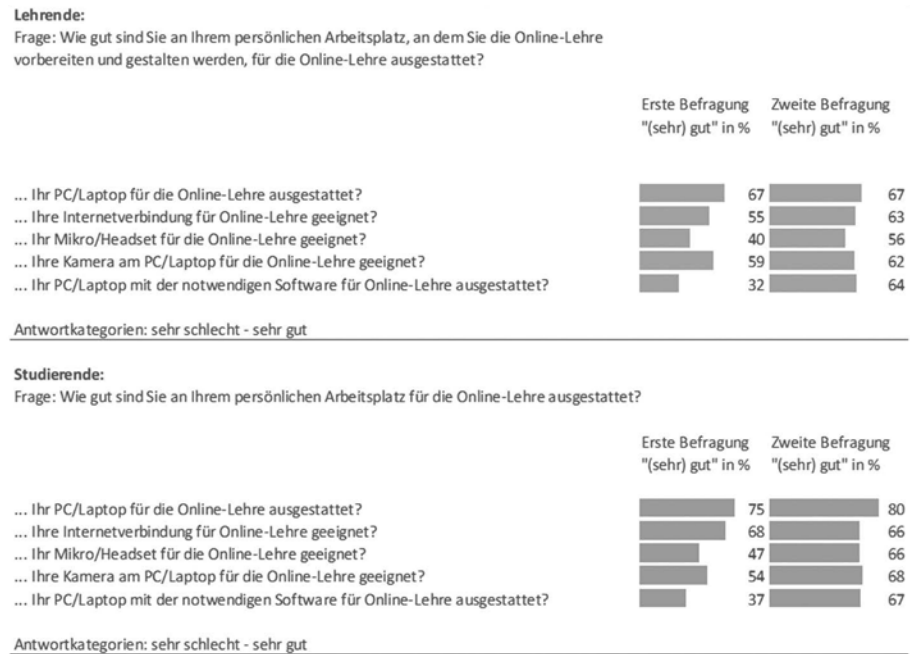 Lehrende:
Frage: Wie gut sind Sie an Ihrem persönlichen Arbeitsplatz, an dem Sie die Online-Lehre
vorbereiten und gestalten werden, für die Online-Lehre ausgestattet?
Erste Befragung Zweite Befragung
"(sehr) gut" in % "(sehr) gut" in %
... Ihr PC/Laptop für die Online-Lehre ausgestattet? 67 67
... Ihre Internetverbindung für Online-Lehre geeignet? 55 63
... Ihr Mikro/Headset für die Online-Lehre geeignet? 40 56
... Ihre Kamera am PC/Laptop für die Online-Lehre geeignet? 59 62
... Ihr PC/Laptop mit der notwendigen Software für Online-Lehre ausgestattet? 32 64
Antwortkategorien: sehr schlecht - sehr gut
Studierende:
Frage: Wie gut sind Sie an Ihrem persönlichen Arbeitsplatz für die Online-Lehre ausgestattet?
Erste Befragung Zweite Befragung
"(sehr) gut" in % "(sehr) gut" in %
... Ihr PC/Laptop für die Online-Lehre ausgestattet? 75 80
... Ihre Internetverbindung für Online-Lehre geeignet? 68 66
... Ihr Mikro/Headset für die Online-Lehre geeignet? 47 66
... Ihre Kamera am PC/Laptop für die Online-Lehre geeignet? 54 68
... Ihr PC/Laptop mit der notwendigen Software für Online-Lehre ausgestattet? 37 67
Antwortkategorien: sehr schlecht - sehr gut